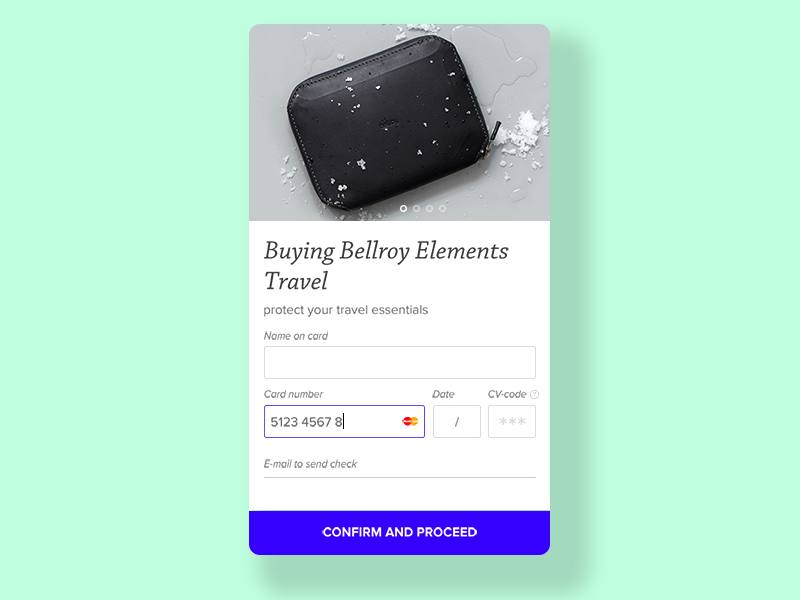 Buying Bellroy Elements
Travel
protect your travel essentials
Name on card
Card number Date CV-code ?
5123 4567 8 / ***
E-mail to send check
CONFIRM AND PROCEED